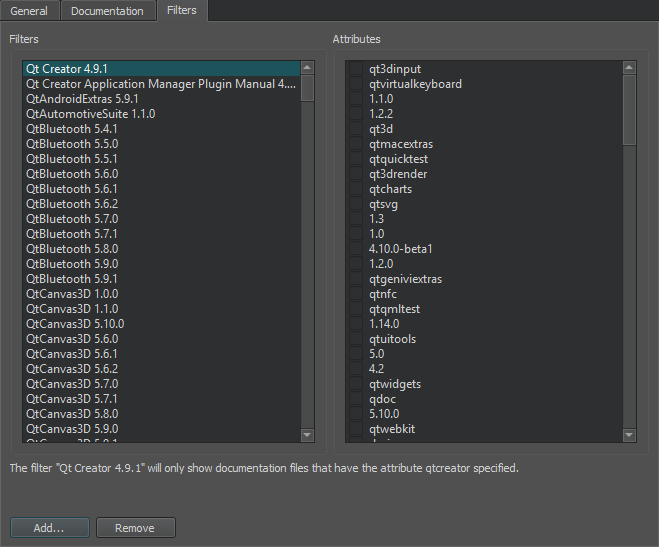 General
Documentation
Filters
Filters
Qt Creator 4.9.1
Qt Creator Application Manager Plugin Manual 4....
QtAndroidExtras 5.9.1
QtAutomotiveSuite 1.1.0
QtBluetooth 5.4.1
QtBluetooth 5.5.0
QtBluetooth 5.5.1
QtBluetooth 5.6.0
QtBluetooth 5.6.1
QtBluetooth 5.6.2
QtBluetooth 5.7.0
QtBluetooth 5.7.1
QtBluetooth 5.8.0
QtBluetooth 5.9.0
QtBluetooth 5.9.1
QtCanvas3D 1.0.0
QtCanvas3D 1.1.0
QtCanvas3D 5.10.0
QtCanvas3D 5.6.0
QtCanvas3D 5.6.1
QtCanvas3D 5.6.2
QtCanvas3D 5.7.0
QtCanvas3D 5.7.1
QtCanvas3D 5.8.0
QtCanvas3D 5.9.0
Attributes
qt3dinput
qtvirtualkeyboard
1.1.0
1.2.2
qt3d
qtmacextras
qtquicktest
qt3drender
qtcharts
qtsvg
1.3
1.0
4.10.0-beta1
1.2.0
qtgeniviextras
qtnfc
qtqmltest
1.14.0
qtuitools
5.0
4.2
qtwidgets
qdoc
5.10.0
qtwebkit
The filter "Qt Creator 4.9.1" will only show documentation files that have the attribute qtcreator specified.
Add...
Remove